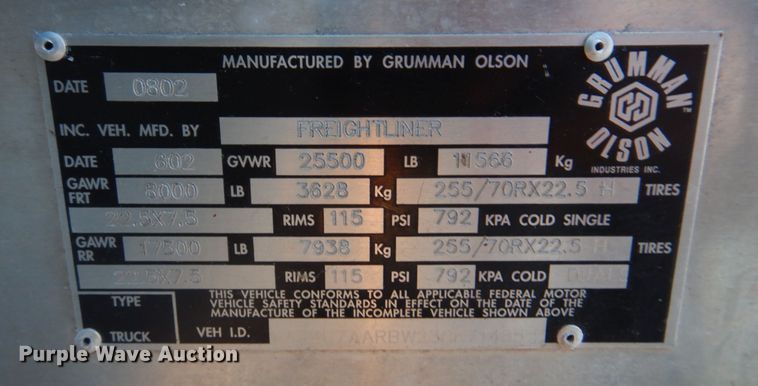 MANUFACTURED BY GRUMMAN OLSON
DATE 0802
GRUMMAN OLSON ™
INDUSTRIES INC.
INC. VEH. MFD. BY FREIGHTLINER
DATE 602 GVWR 25500 LB 11566 Kg
GAWR FRT 8000 LB 3628 Kg 255/70RX22.5 H TIRES
22.5X7.5 RIMS 115 PSI 792 KPA COLD SINGLE
GAWR RR 17500 LB 7938 Kg 255/70RX22.5 H TIRES
22.5X7.5 RIMS 115 PSI 792 KPA COLD DUALS
TYPE TRUCK
THIS VEHICLE CONFORMS TO ALL APPLICABLE FEDERAL MOTOR
VEHICLE SAFETY STANDARDS IN EFFECT ON THE DATE OF
MANUFACTURE OF THE INCOMPLETE VEHICLE SHOWN ABOVE
VEH I.D.
Purple Wave Auction